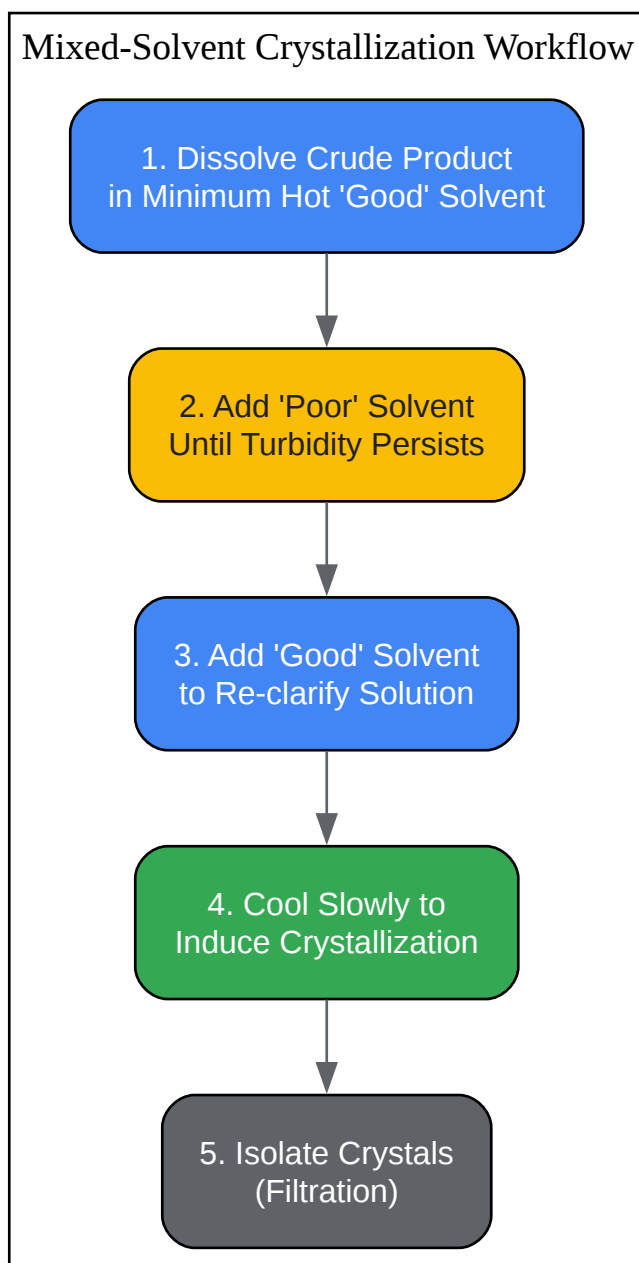 Mixed-Solvent Crystallization Workflow
1. Dissolve Crude Product
in Minimum Hot 'Good' Solvent
2. Add 'Poor' Solvent
Until Turbidity Persists
3. Add 'Good' Solvent
to Re-clarify Solution
4. Cool Slowly to
Induce Crystallization
5. Isolate Crystals
(Filtration)